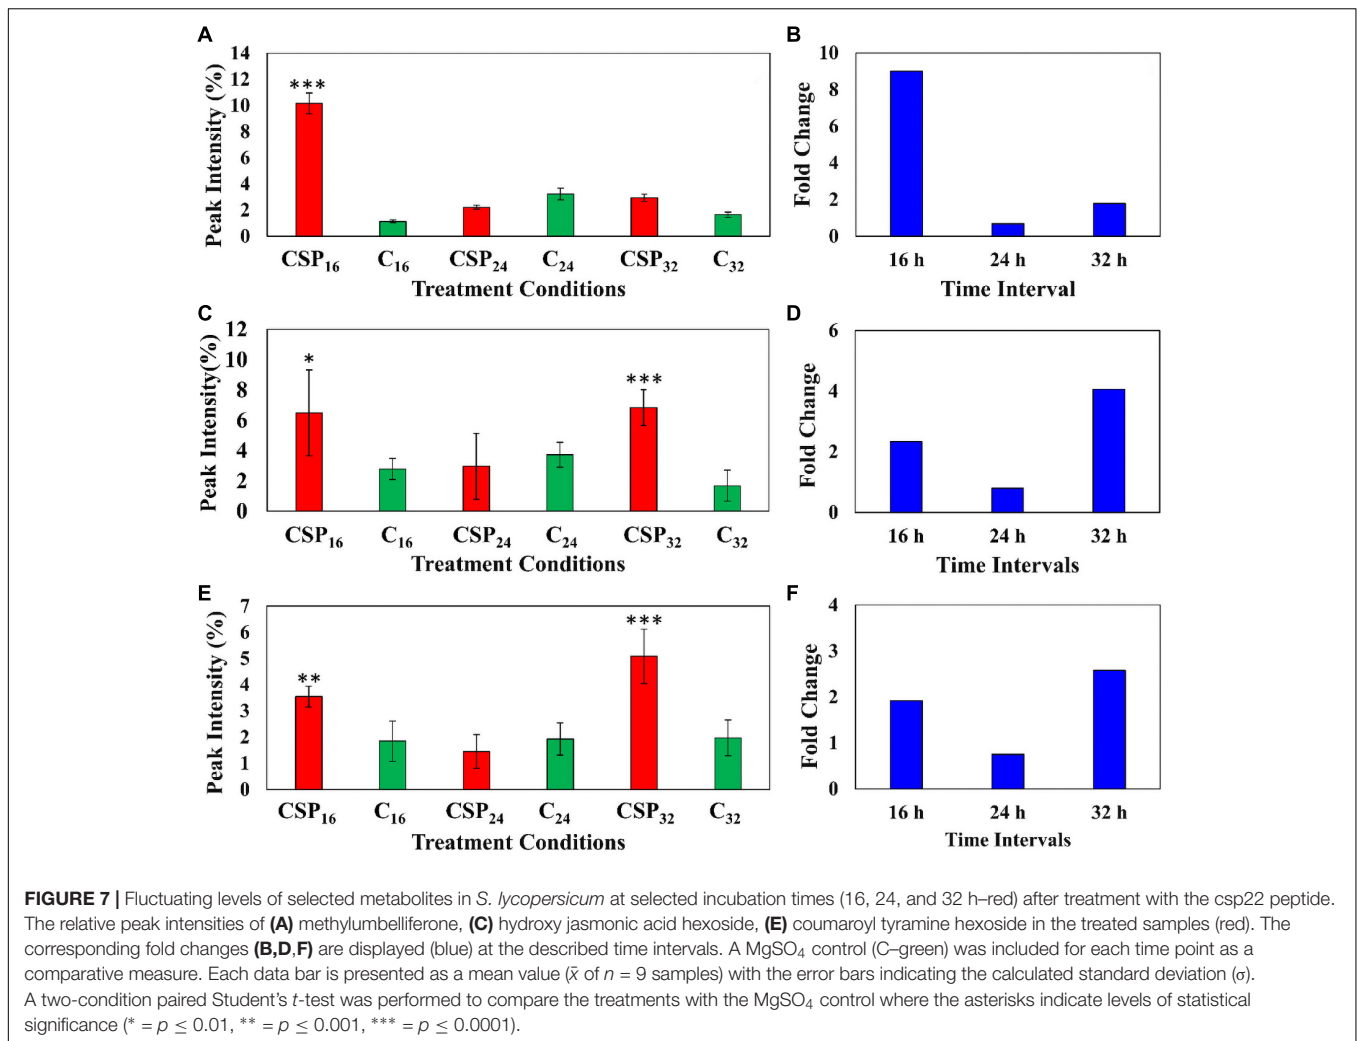 A
14
12
10
8
6
4
2
0
Peak Intensity (%)
***
CSP16 C16 CSP24 C24 CSP32 C32
Treatment Conditions
B
10
8
6
4
2
0
Fold Change
16 h 24 h 32 h
Time Interval
C
12
10
8
6
4
2
0
Peak Intensity(%)
*
***
CSP16 C16 CSP24 C24 CSP32 C32
Treatment Conditions
D
6
4
2
0
Fold Change
16 h 24 h 32 h
Time Intervals
E
7
6
5
4
3
2
1
0
Peak Intensity (%)
**
***
CSP16 C16 CSP24 C24 CSP32 C32
Treatment Conditions
F
4
3
2
1
0
Fold Change
16 h 24 h 32 h
Time Intervals
FIGURE 7 | Fluctuating levels of selected metabolites in S. lycopersicum at selected incubation times (16, 24, and 32 h–red) after treatment with the csp22 peptide.
The relative peak intensities of (A) methylumbelliferone, (C) hydroxy jasmonic acid hexoside, (E) coumaroyl tyramine hexoside in the treated samples (red). The
corresponding fold changes (B,D,F) are displayed (blue) at the described time intervals. A MgSO4 control (C–green) was included for each time point as a
comparative measure. Each data bar is presented as a mean value (x̄ of n = 9 samples) with the error bars indicating the calculated standard deviation (σ).
A two-condition paired Student's t-test was performed to compare the treatments with the MgSO4 control where the asterisks indicate levels of statistical
significance (* = p ≤ 0.01, ** = p ≤ 0.001, *** = p ≤ 0.0001).